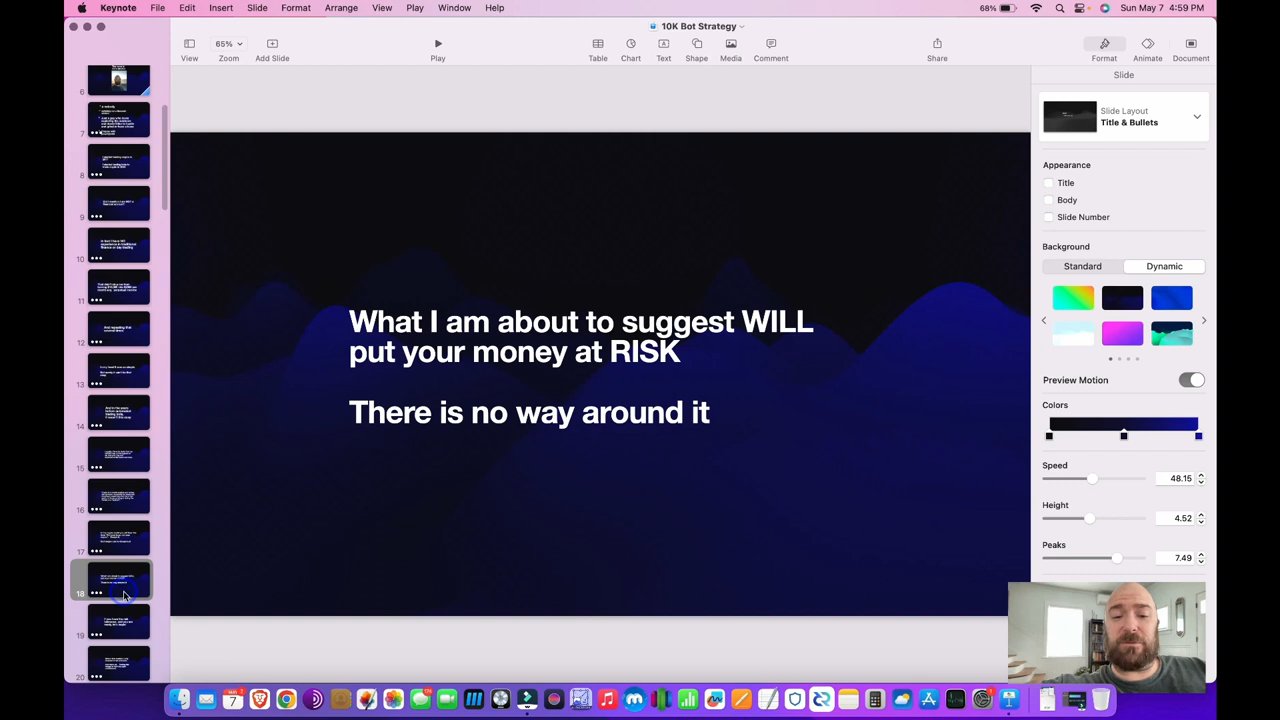 Keynote File Edit Insert Slide Format Arrange View Play Window Help
68% Sun May 7 4:59 PM
10K Bot Strategy
65%
View Zoom Add Slide Play Table Chart Text Shape Media Comment Share Format Animate Document
Slide
Slide Layout
Title & Bullets
Appearance
Title
Body
Slide Number
Background
Standard Dynamic
Preview Motion
Colors
Speed
48.15
Height
4.52
Peaks
7.49
What I am about to suggest WILL
put your money at RISK
There is no way around it
6
7
8
9
10
11
12
13
14
15
16
17
18
19
20